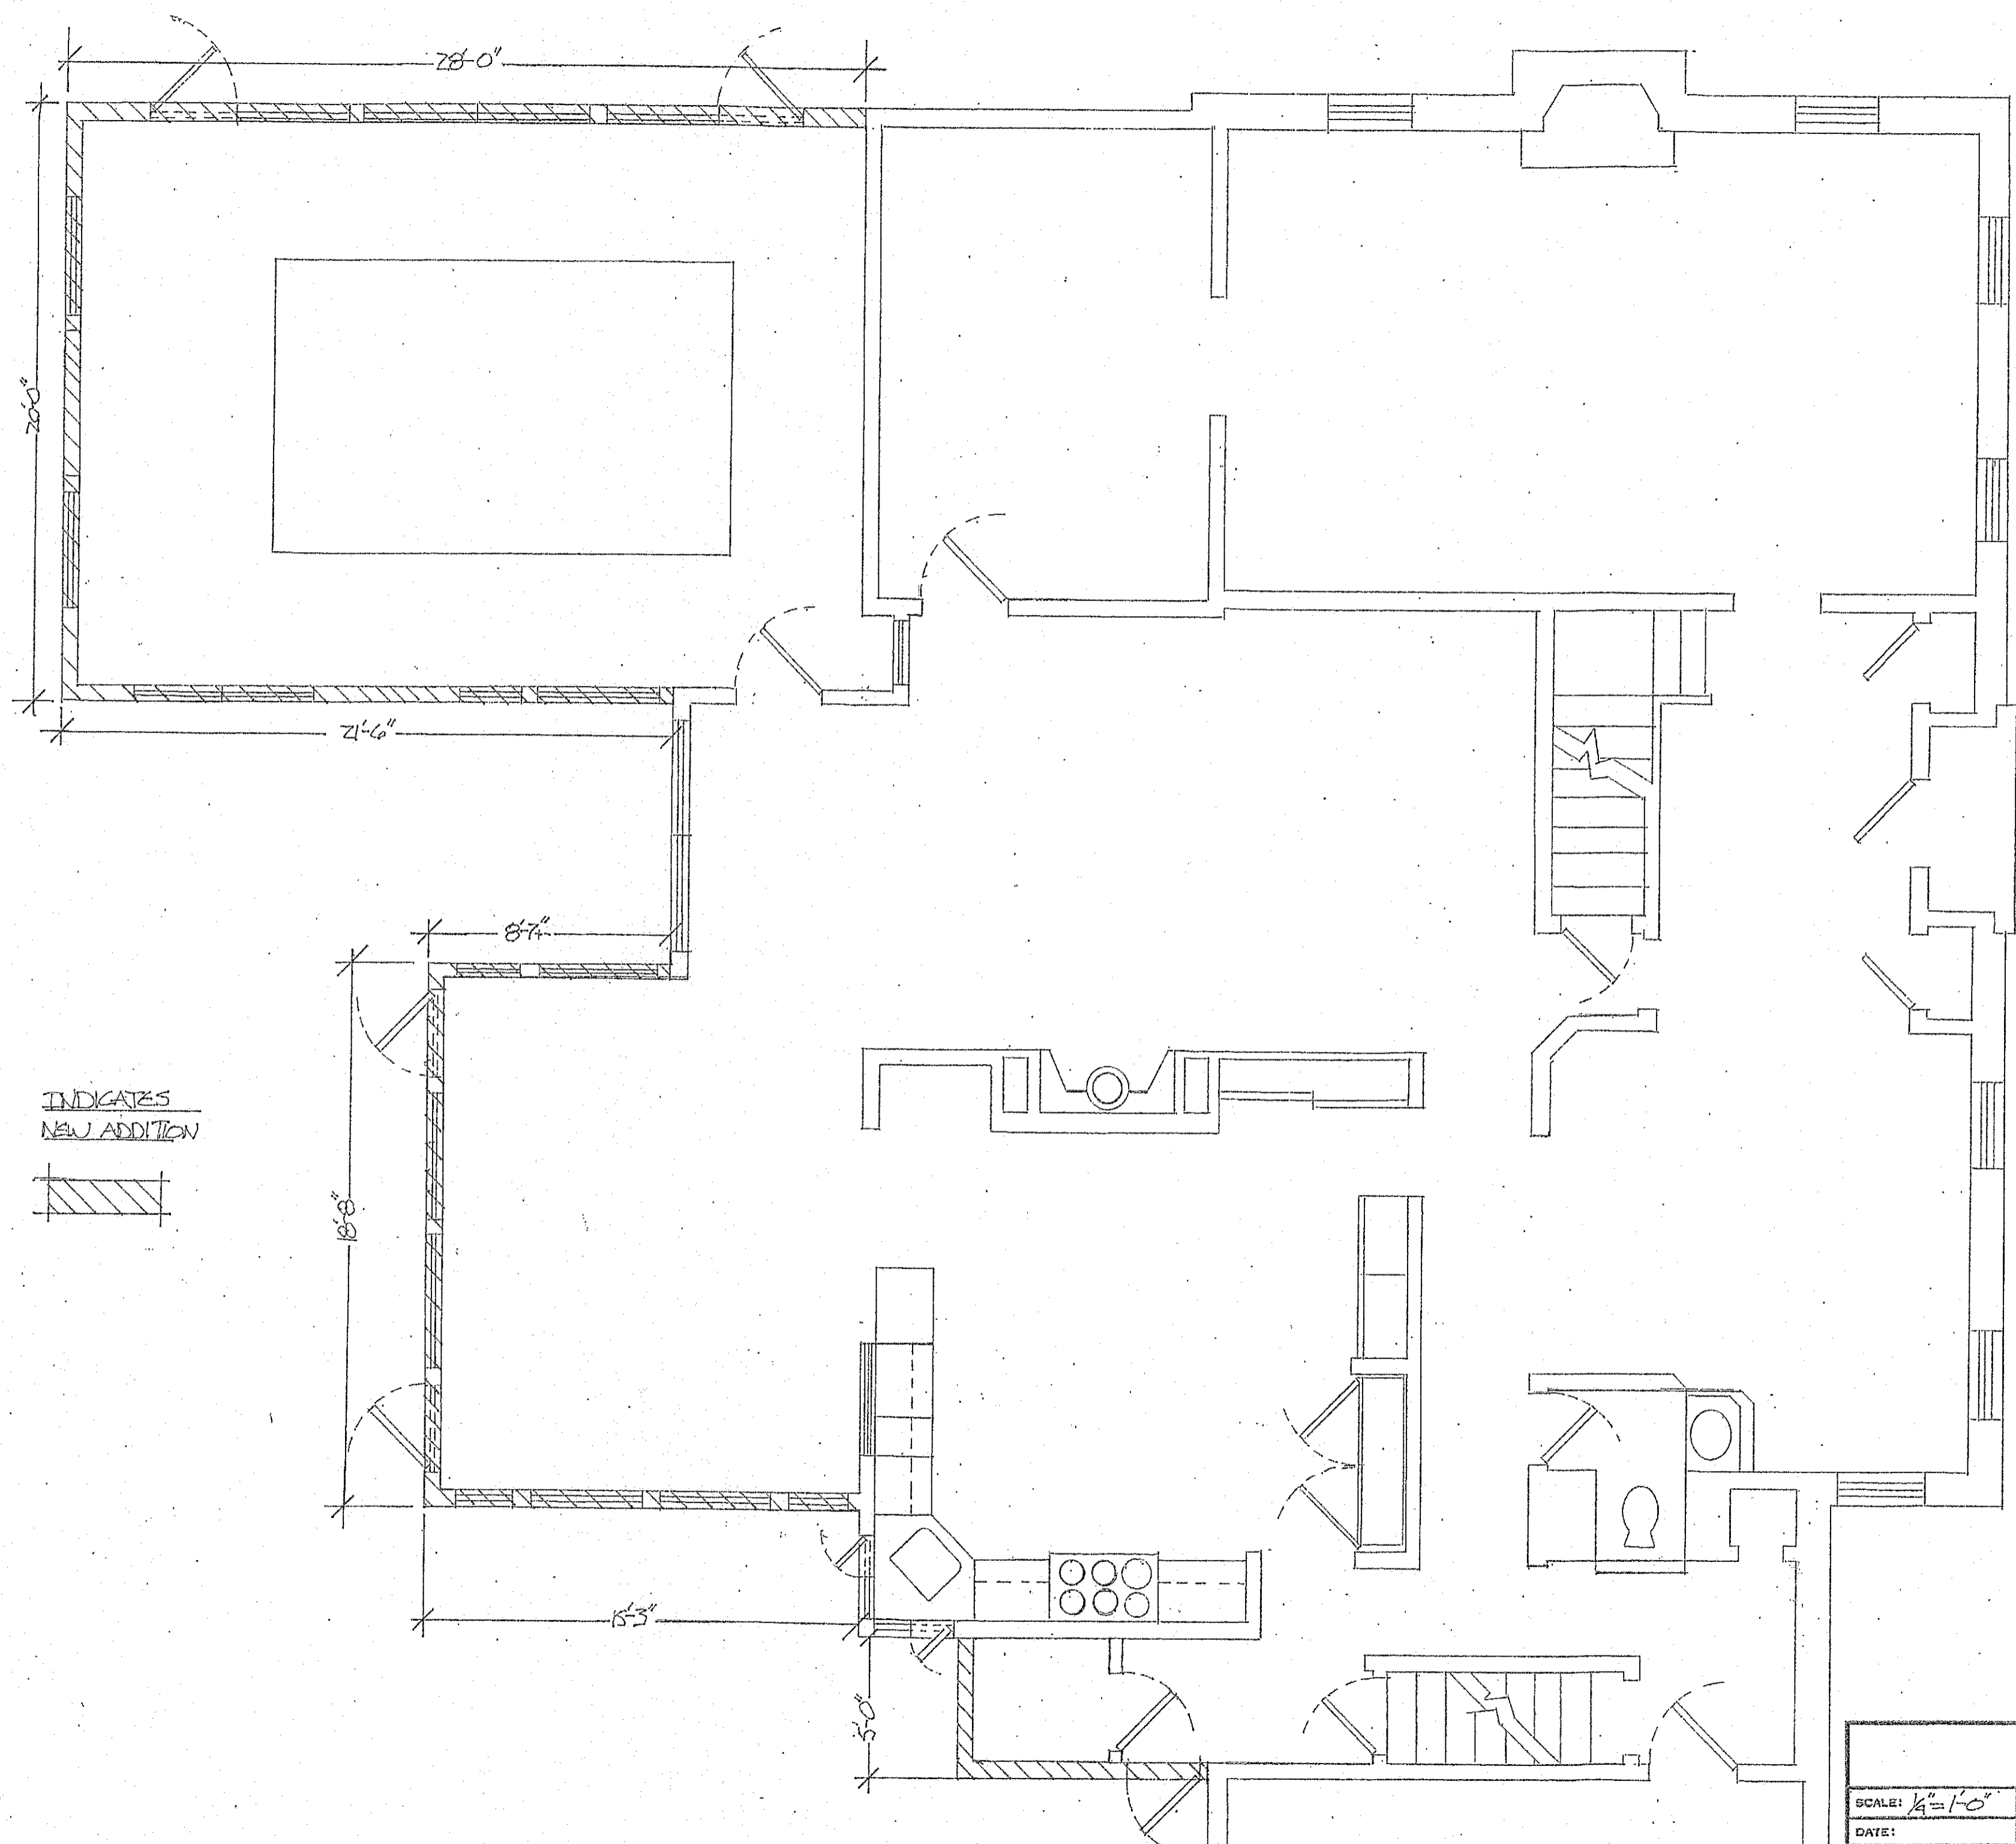 28'-0"
20'-0"
21'-6"
8'-7"
INDICATES
NEW ADDITION
18'-8"
15'-3"
5'-0"
SCALE: 1/4"=1'-0"
DATE: